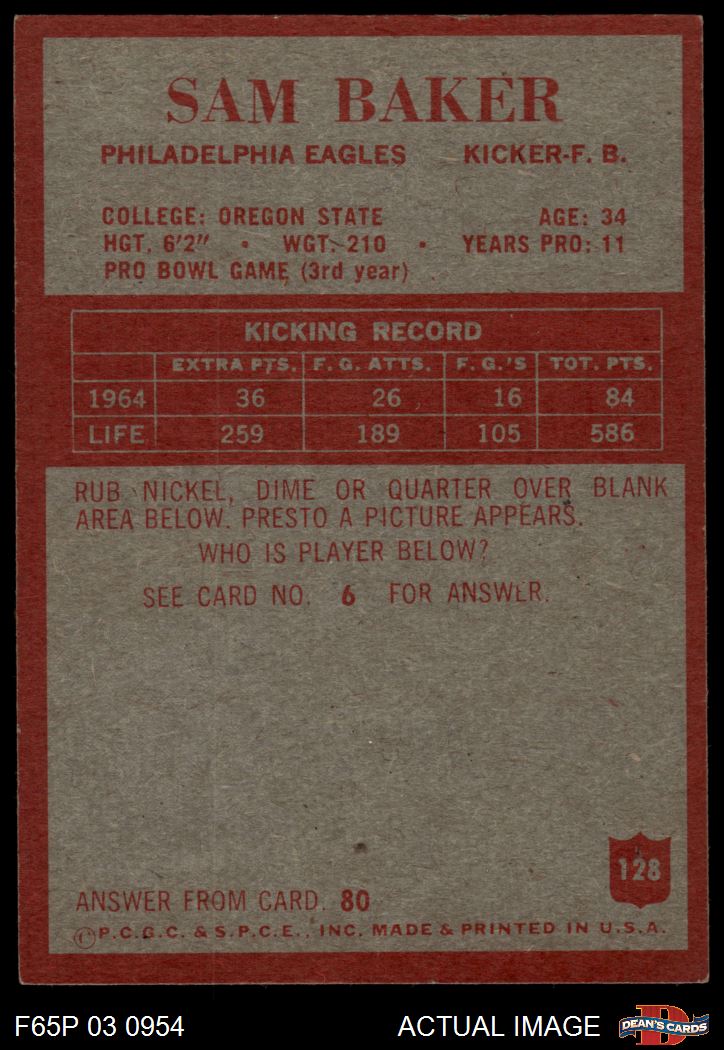 SAM BAKER
PHILADELPHIA EAGLES KICKER-F. B.
COLLEGE: OREGON STATE AGE: 34
HGT. 6'2" • WGT. 210 • YEARS PRO: 11
PRO BOWL GAME (3rd year)
KICKING RECORD
EXTRA PTS. F. G. ATTS. F. G.'S TOT. PTS.
1964 36 26 16 84
LIFE 259 189 105 586
RUB NICKEL, DIME OR QUARTER OVER BLANK
AREA BELOW. PRESTO A PICTURE APPEARS.
WHO IS PLAYER BELOW?
SEE CARD NO. 6 FOR ANSWER.
128
ANSWER FROM CARD. 80
©P.C.G.C. & S.P.C.E., INC. MADE & PRINTED IN U.S.A.
F65P 03 0954 ACTUAL IMAGE D DEAN'S CARDS